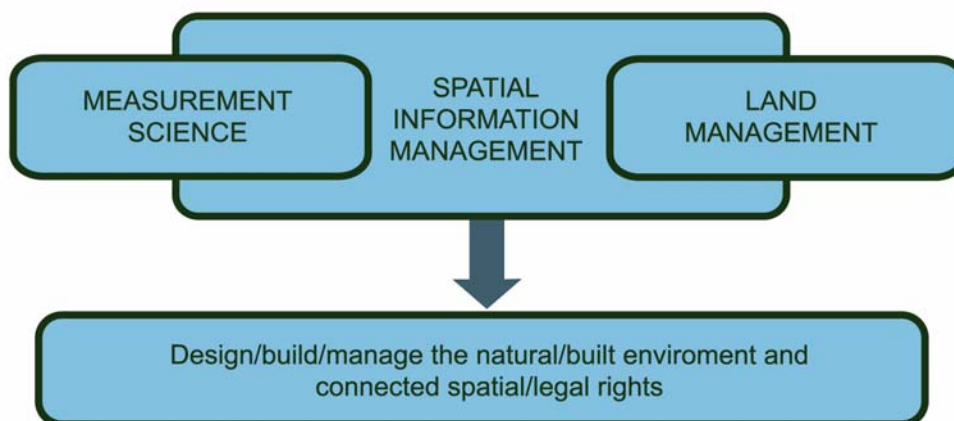 MEASUREMENT
SCIENCE
SPATIAL
INFORMATION
MANAGEMENT
LAND
MANAGEMENT
Design/build/manage the natural/built enviroment and
connected spatial/legal rights